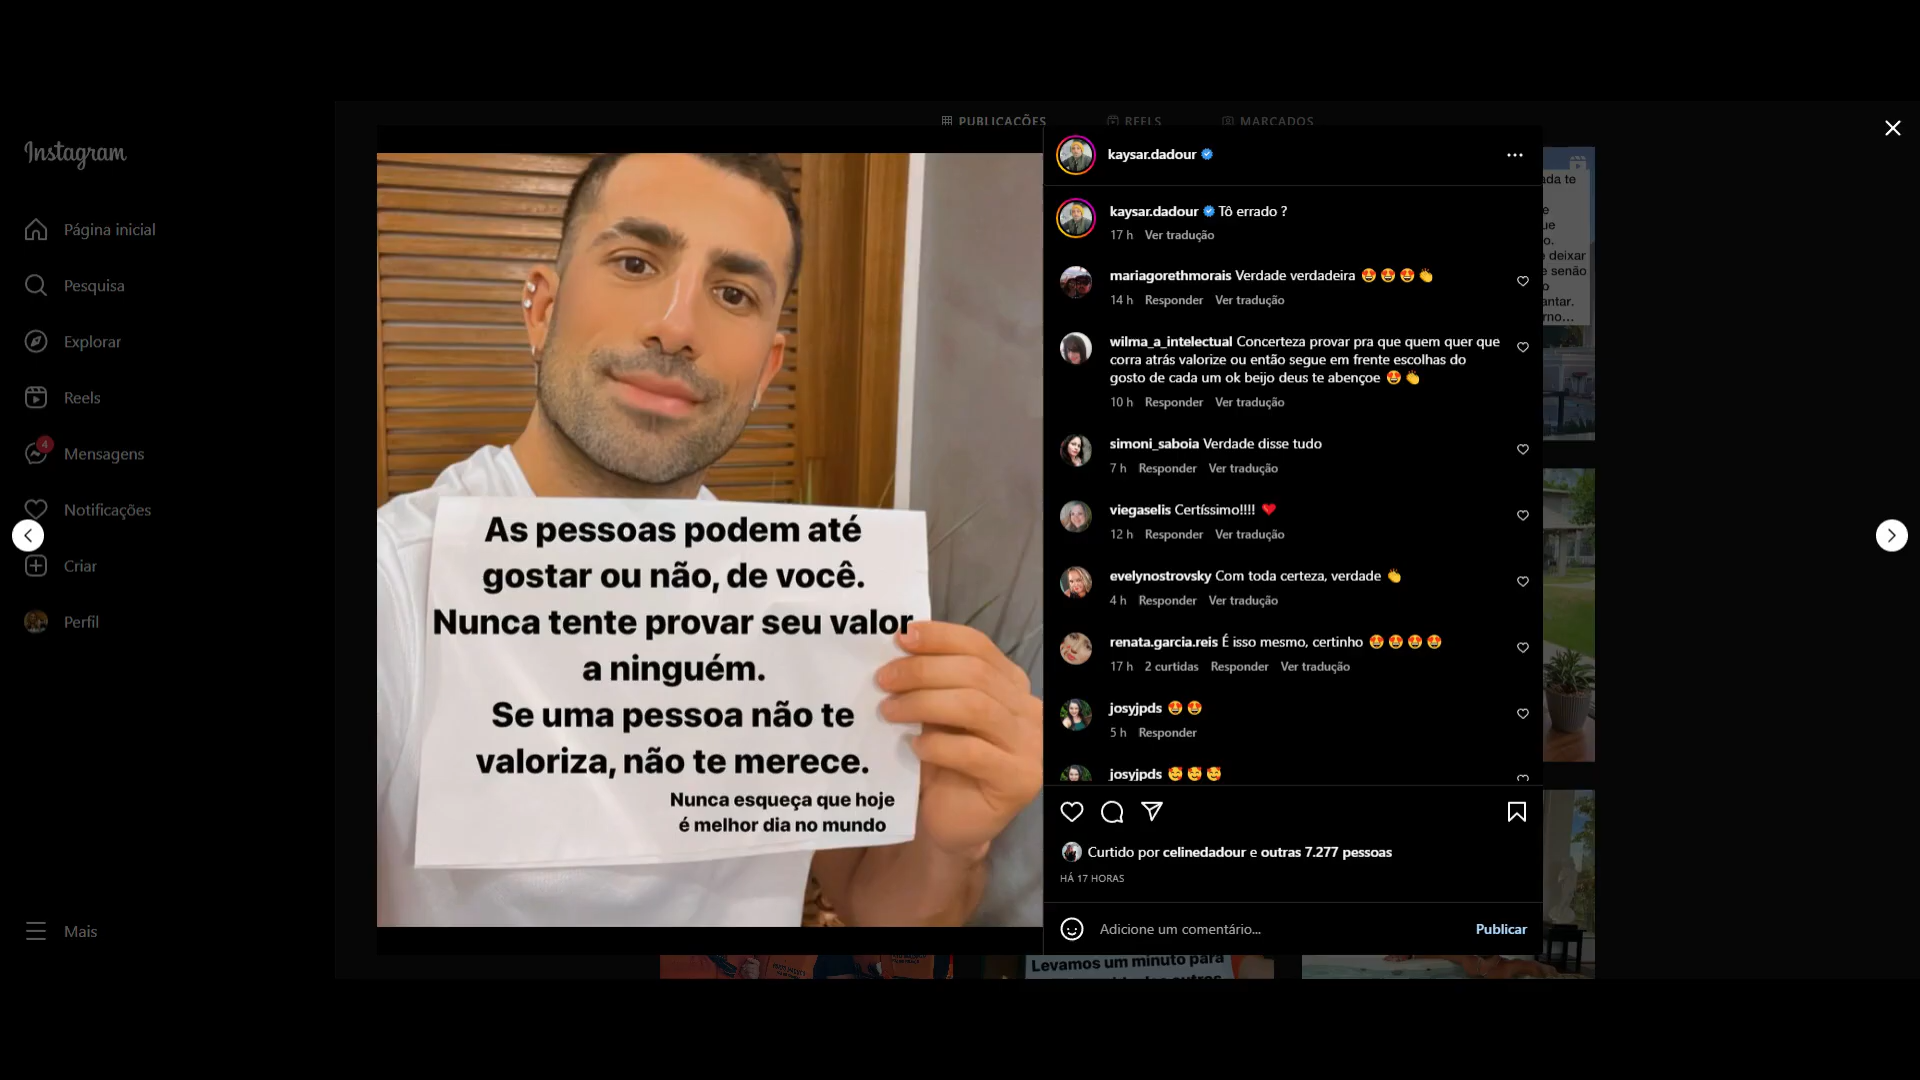 Instagram
Página inicial
Pesquisa
Explorar
Reels
4
Mensagens
Notificações
Criar
Perfil
Mais
PUBLICAÇÕES
REELS
MARCADOS
As pessoas podem até
gostar ou não, de você.
Nunca tente provar seu valor
a ninguém.
Se uma pessoa não te
valoriza, não te merece.
Nunca esqueça que hoje
é melhor dia no mundo
kaysar.dadour
kaysar.dadour Tô errado ?
17 h Ver tradução
mariagorethmorais Verdade verdadeira 🤩 🤩 🤩 👏
14 h Responder Ver tradução
wilma_a_intelectual Concerteza provar pra que quem quer que
corra atrás valorize ou então segue em frente escolhas do
gosto de cada um ok beijo deus te abençoe 🤩 👏
10 h Responder Ver tradução
simoni_saboia Verdade disse tudo
7 h Responder Ver tradução
viegaselis Certíssimo!!!! ❤️
12 h Responder Ver tradução
evelynostrovsky Com toda certeza, verdade 👏
4 h Responder Ver tradução
renata.garcia.reis É isso mesmo, certinho 😍 😍 😍 😍
17 h 2 curtidas Responder Ver tradução
josyjpds 😍 😍
5 h Responder
josyjpds 🥰 🥰 🥰
Curtido por celinedadour e outras 7.277 pessoas
HÁ 17 HORAS
Adicione um comentário...
Publicar
te
deixar
senão
Levamos um minuto para